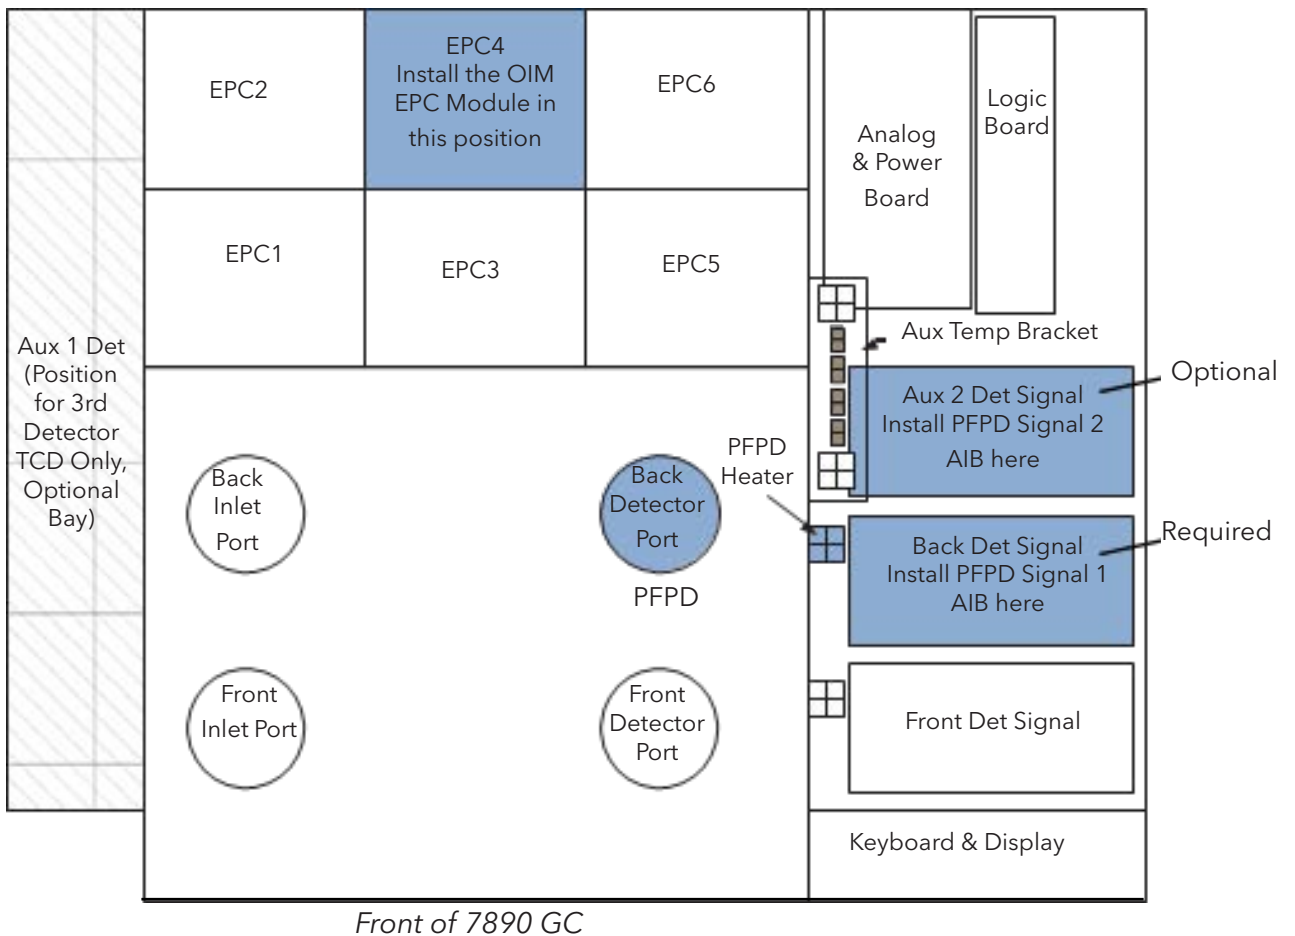 EPC2
EPC4
Install the OIM
EPC Module in
this position
EPC6
Analog
& Power
Board
Logic
Board
EPC1
EPC3
EPC5
Aux 1 Det
(Position
for 3rd
Detector
TCD Only,
Optional
Bay)
Aux Temp Bracket
Aux 2 Det Signal
Install PFPD Signal 2
AIB here
Optional
PFPD
Heater
Back
Inlet
Port
Back
Detector
Port
PFPD
Back Det Signal
Install PFPD Signal 1
AIB here
Required
Front
Inlet Port
Front
Detector
Port
Front Det Signal
Keyboard & Display
Front of 7890 GC